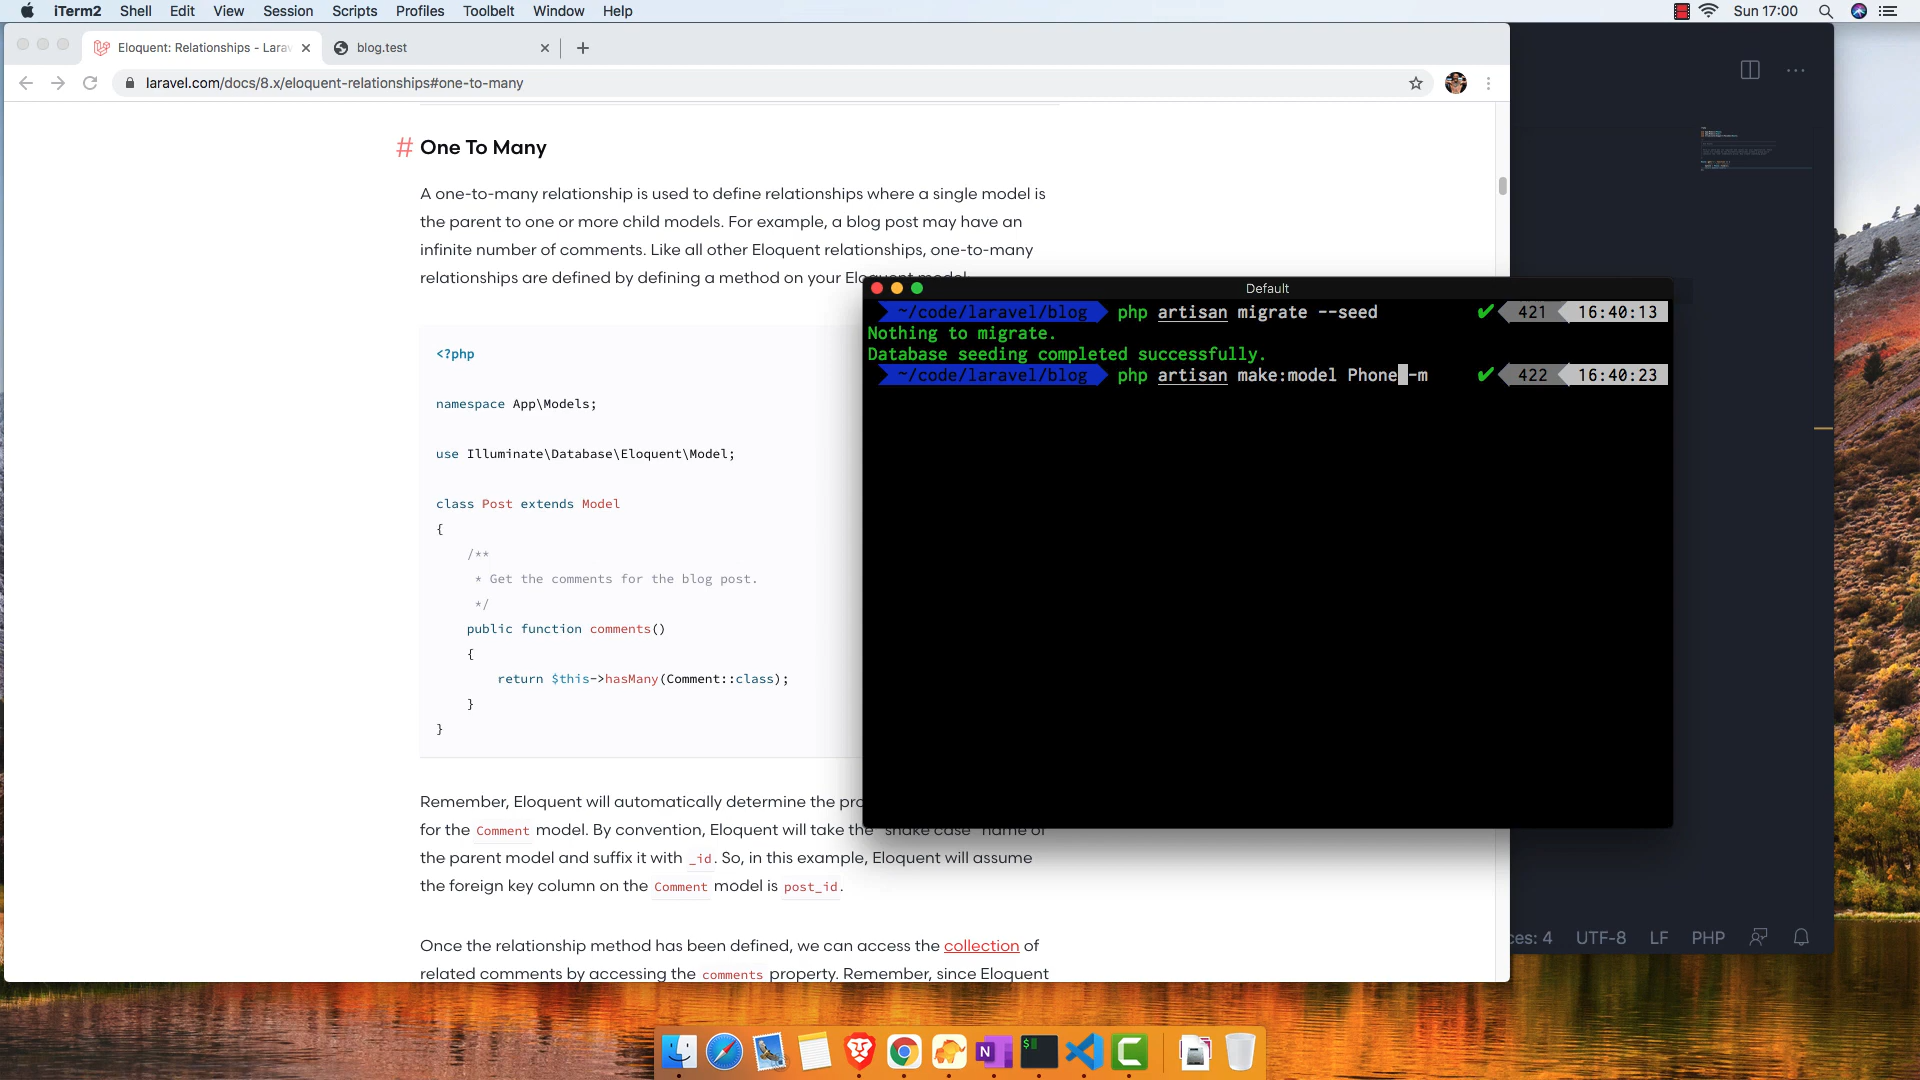 iTerm2 Shell Edit View Session Scripts Profiles Toolbelt Window Help Sun 17:00
Eloquent: Relationships - Larav blog.test
laravel.com/docs/8.x/eloquent-relationships#one-to-many
# One To Many
A one-to-many relationship is used to define relationships where a single model is
the parent to one or more child models. For example, a blog post may have an
infinite number of comments. Like all other Eloquent relationships, one-to-many
relationships are defined by defining a method on your Eloquent model.
<?php
namespace App\Models;
use Illuminate\Database\Eloquent\Model;
class Post extends Model
{
/**
* Get the comments for the blog post.
*/
public function comments()
{
return $this->hasMany(Comment::class);
}
}
Remember, Eloquent will automatically determine the pro
for the Comment model. By convention, Eloquent will take the "snake case" name of
the parent model and suffix it with _id. So, in this example, Eloquent will assume
the foreign key column on the Comment model is post_id.
Once the relationship method has been defined, we can access the collection of
related comments by accessing the comments property. Remember, since Eloquent
Default
~/code/laravel/blog php artisan migrate --seed ✔ 421 16:40:13
Nothing to migrate.
Database seeding completed successfully.
~/code/laravel/blog php artisan make:model Phone -m ✔ 422 16:40:23
ces: 4 UTF-8 LF PHP